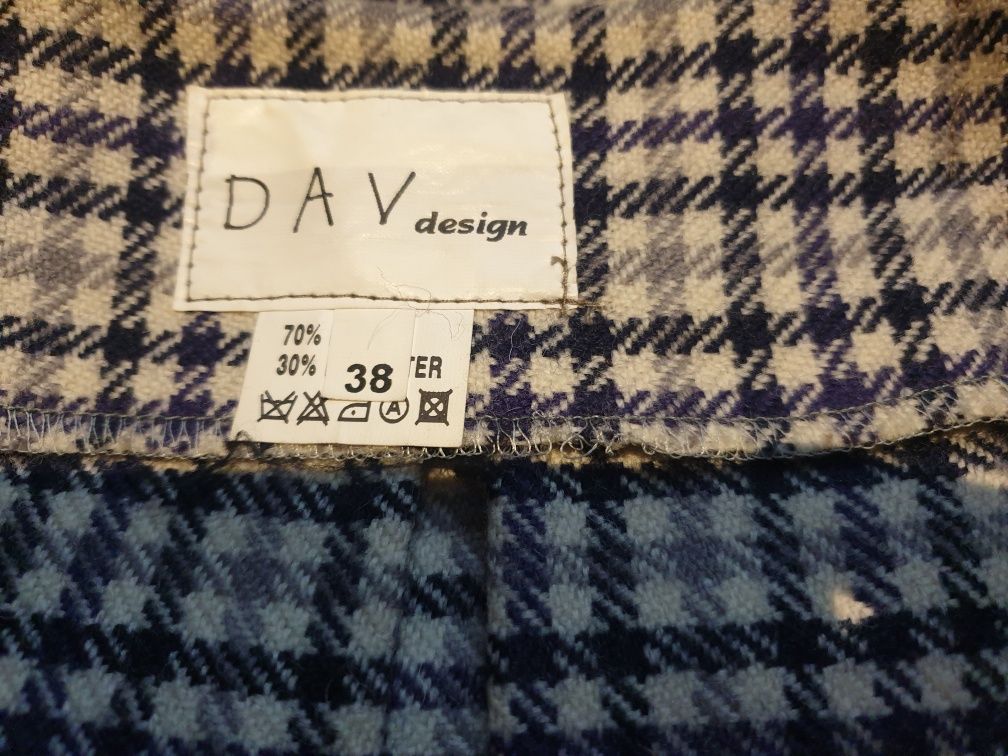 DAV design
70%
30% TER
38
A